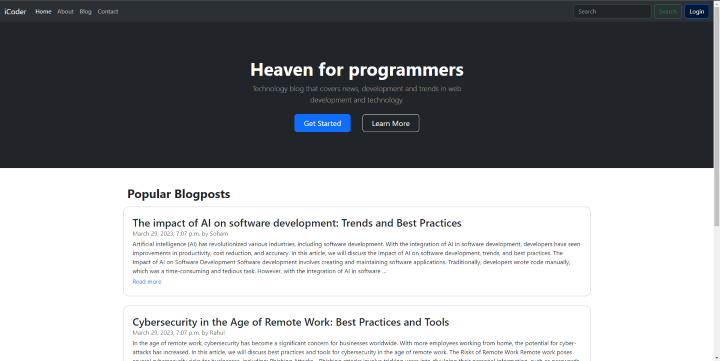 iCoder Home About Blog Contact Search Search Login
Heaven for programmers
Technology blog that covers news, development and trends in web
development and technology.
Get Started Learn More
Popular Blogposts
The impact of AI on software development: Trends and Best Practices
March 29, 2023, 7:07 p.m. by Soham
Artificial intelligence (AI) has revolutionized various industries, including software development. With the integration of AI in software development, developers have seen
improvements in productivity, cost reduction, and accuracy. In this article, we will discuss the impact of AI on software development, trends, and best practices. The
Impact of AI on Software Development Software development involves creating and maintaining software applications. Traditionally, developers wrote code manually,
which was a time-consuming and tedious task. However, with the integration of AI in software ...
Read more
Cybersecurity in the Age of Remote Work: Best Practices and Tools
March 29, 2023, 7:07 p.m. by Rahul
In the age of remote work, cybersecurity has become a significant concern for businesses worldwide. With more employees working from home, the potential for cyber-
attacks has increased. In this article, we will discuss best practices and tools for cybersecurity in the age of remote work. The Risks of Remote Work Remote work poses